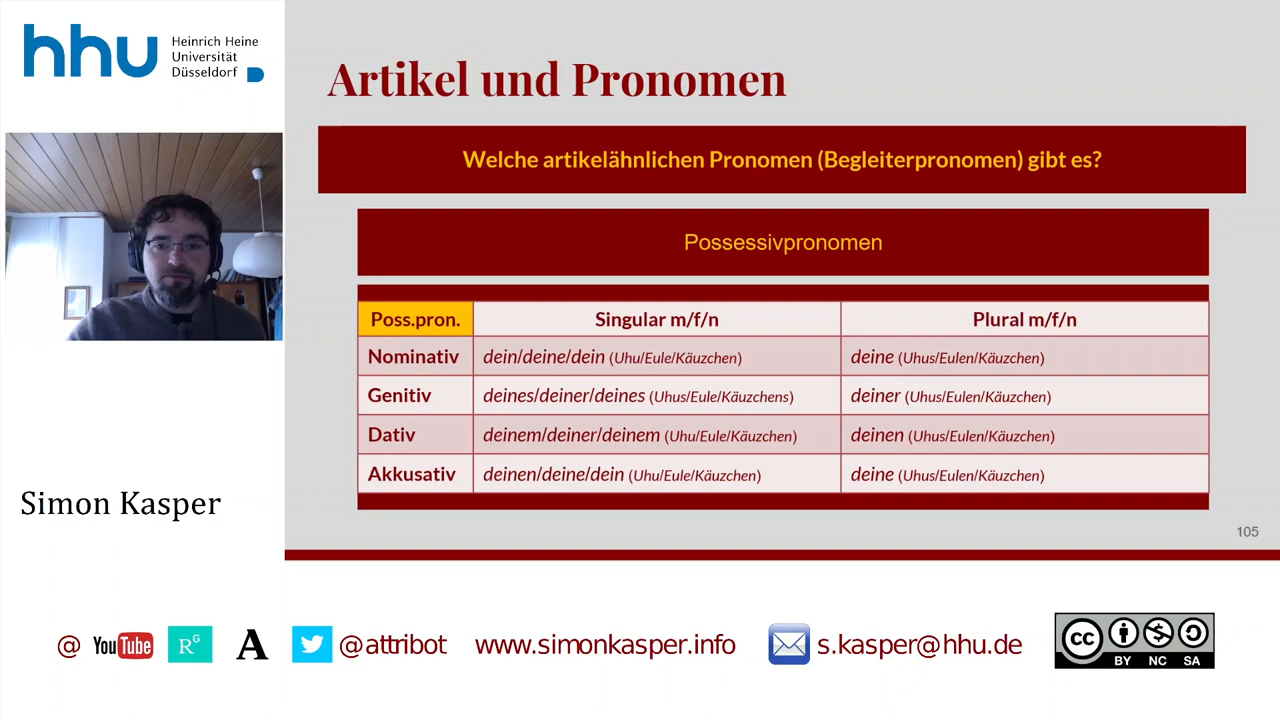 hhu Heinrich Heine
Universität
Düsseldorf
Artikel und Pronomen
Welche artikelähnlichen Pronomen (Begleiterpronomen) gibt es?
Possessivpronomen
Poss.pron. Singular m/f/n Plural m/f/n
Nominativ dein/deine/dein (Uhu/Eule/Käuzchen) deine (Uhus/Eulen/Käuzchen)
Genitiv deines/deiner/deines (Uhus/Eule/Käuzchens) deiner (Uhus/Eulen/Käuzchen)
Dativ deinem/deiner/deinem (Uhu/Eule/Käuzchen) deinen (Uhus/Eulen/Käuzchen)
Akkusativ deinen/deine/dein (Uhu/Eule/Käuzchen) deine (Uhus/Eulen/Käuzchen)
Simon Kasper
105
@ YouTube RG A @attribot www.simonkasper.info s.kasper@hhu.de cc BY NC SA